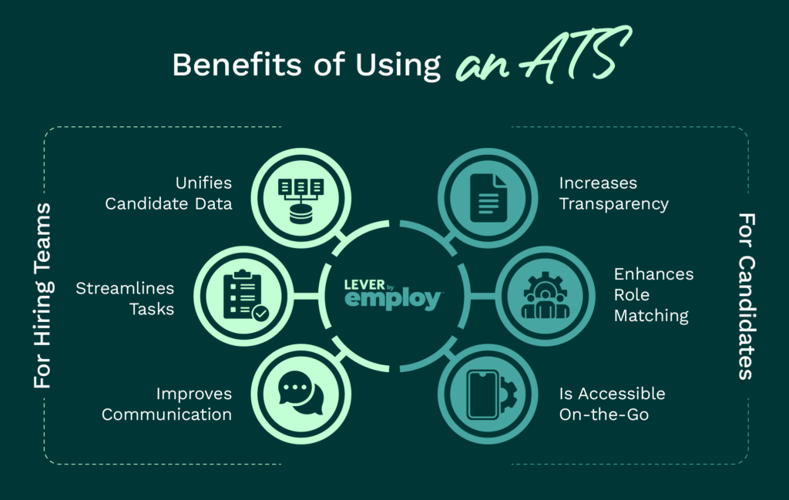 Benefits of Using an ATS
For Hiring Teams
Unifies
Candidate Data
Streamlines
Tasks
Improves
Communication
LEVER by
employ
Increases
Transparency
Enhances
Role
Matching
Is Accessible
On-the-Go
For Candidates